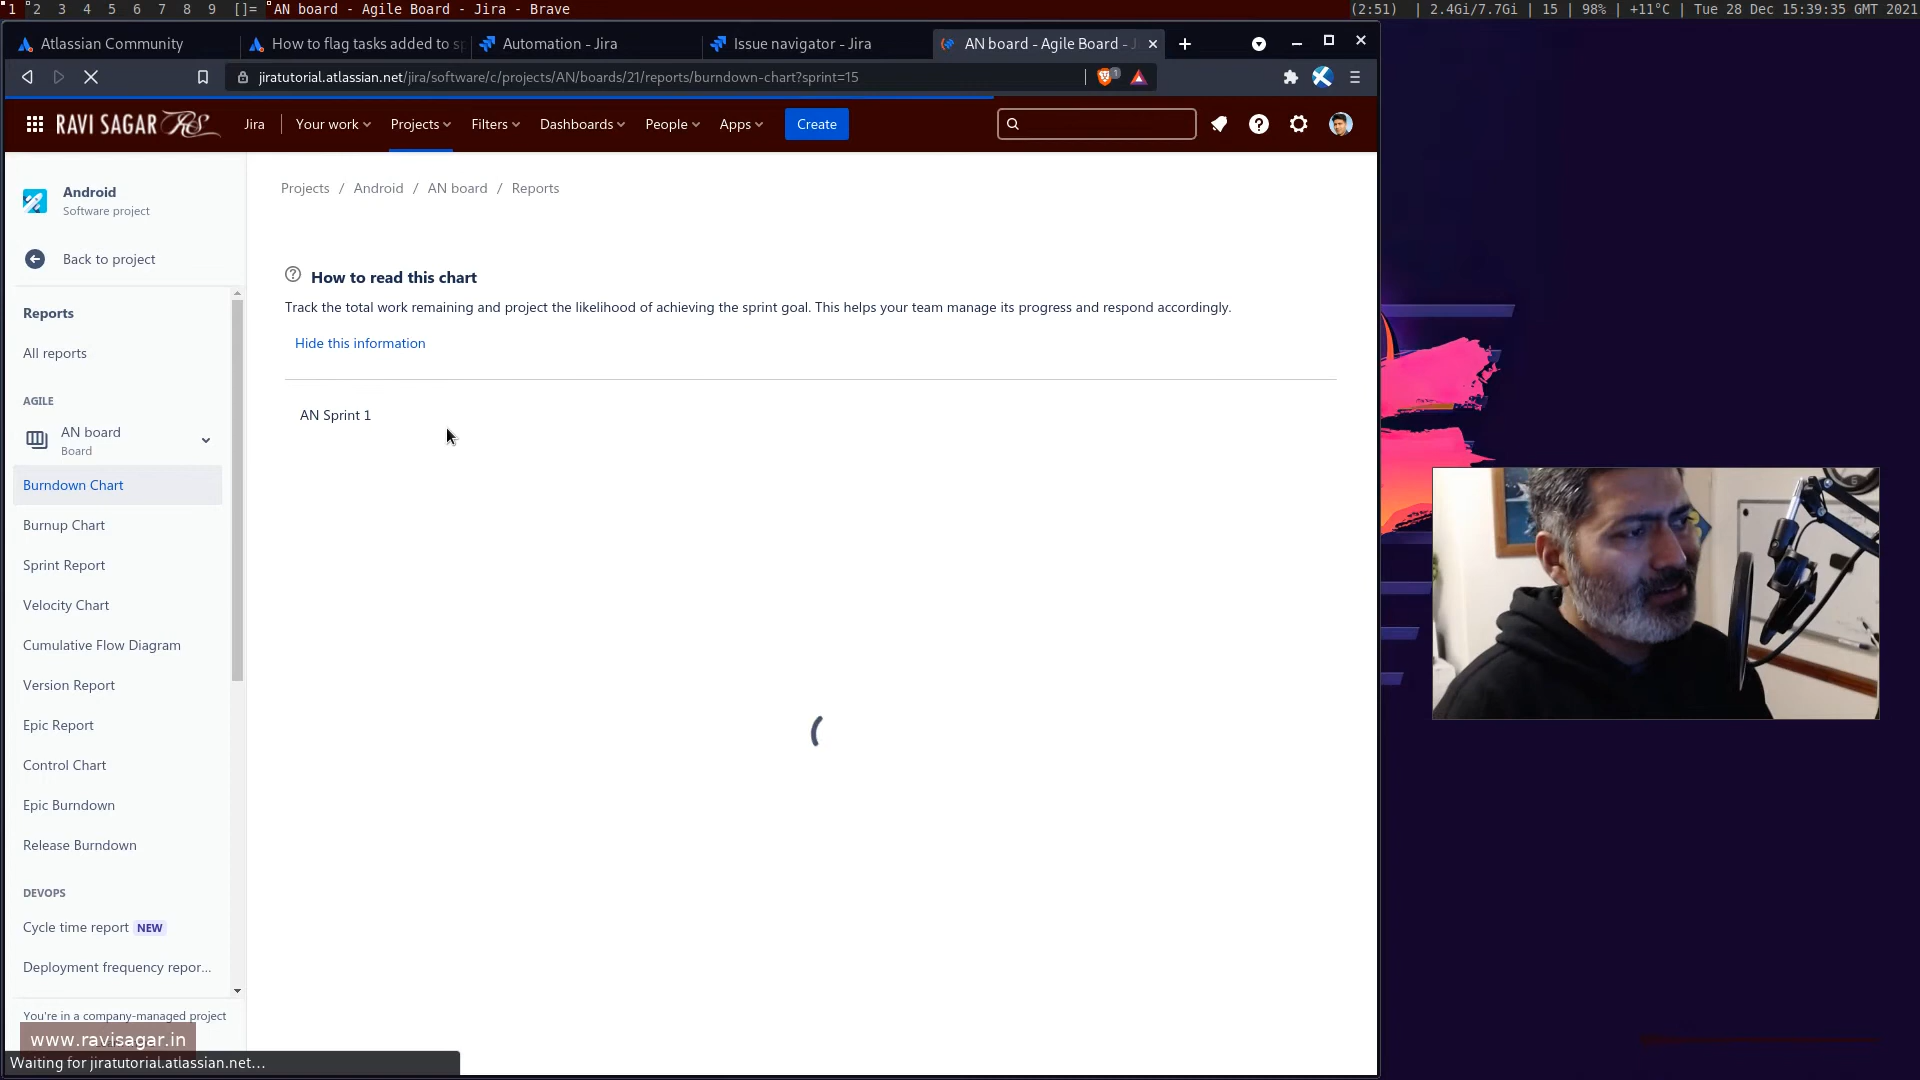 1 2 3 4 5 6 7 8 9 []= AN board - Agile Board - Jira - Brave (2:51) | 2.4Gi/7.7Gi | 15 | 98% | +11°C | Tue 28 Dec 15:39:35 GMT 2021
Atlassian Community How to flag tasks added to sp Automation - Jira Issue navigator - Jira AN board - Agile Board - J
jiratutorial.atlassian.net/jira/software/c/projects/AN/boards/21/reports/burndown-chart?sprint=15 1
RAVI SAGAR RS Jira Your work Projects Filters Dashboards People Apps Create
Android
Software project
Back to project
Reports
All reports
AGILE
AN board
Board
Burndown Chart
Burnup Chart
Sprint Report
Velocity Chart
Cumulative Flow Diagram
Version Report
Epic Report
Control Chart
Epic Burndown
Release Burndown
DEVOPS
Cycle time report NEW
Deployment frequency repor...
You're in a company-managed project
www.ravisagar.in
Waiting for jiratutorial.atlassian.net...
Projects / Android / AN board / Reports
How to read this chart
Track the total work remaining and project the likelihood of achieving the sprint goal. This helps your team manage its progress and respond accordingly.
Hide this information
AN Sprint 1